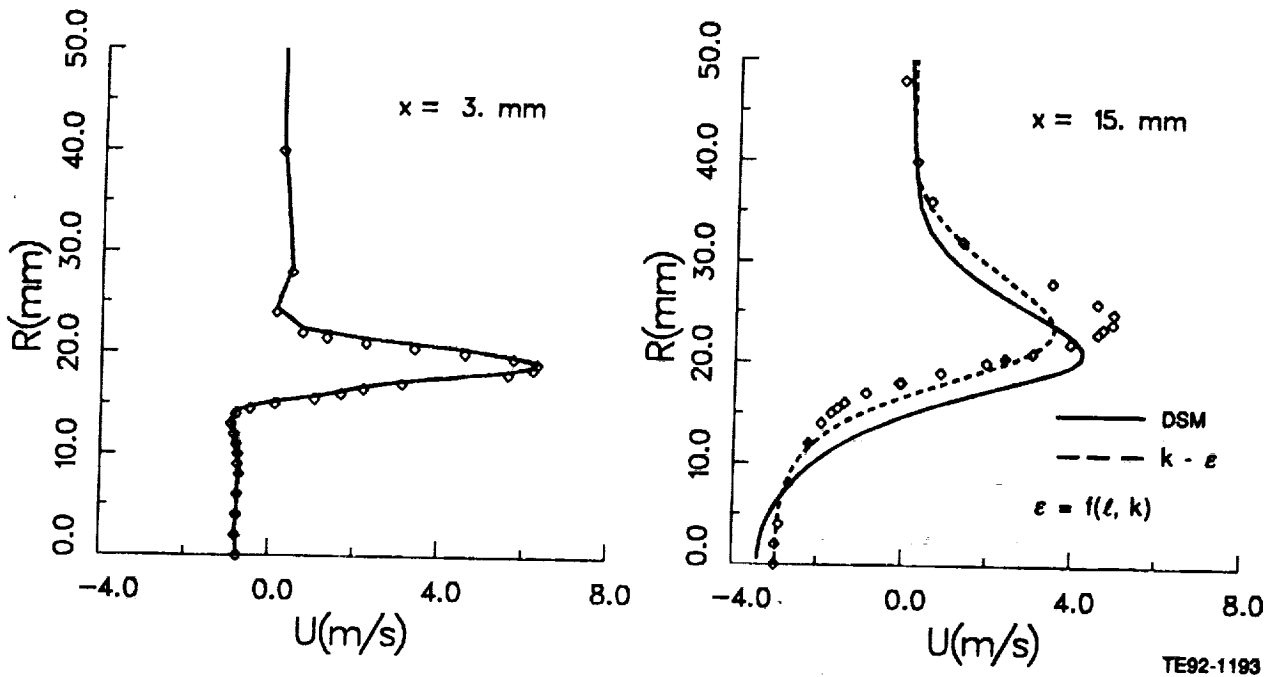 50.0
40.0
30.0
20.0
10.0
0.0
R(mm)
x = 3. mm
-4.0 0.0 4.0 8.0
U(m/s)
50.0
40.0
30.0
20.0
10.0
0.0
R(mm)
x = 15. mm
DSM
k - ε
ε = f(ℓ, k)
-4.0 0.0 4.0 8.0
U(m/s)
TE92-1193